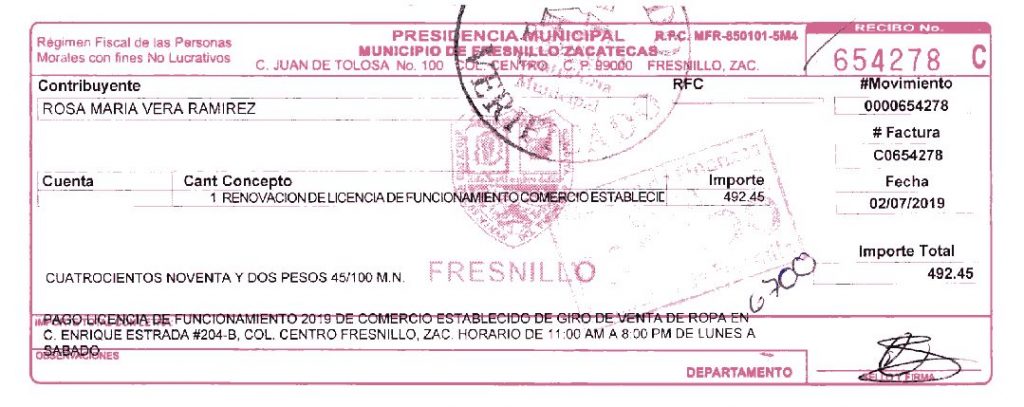 Régimen Fiscal de las Personas
Morales con fines No Lucrativos
PRESIDENCIA MUNICIPAL R.F.C. MFR-850101-5M4
MUNICIPIO DE FRESNILLO ZACATECAS
C. JUAN DE TOLOSA No. 100 COL. CENTRO C. P. 99000 FRESNILLO, ZAC.
RECIBO No.
654278 C
Contribuyente
RFC
#Movimiento
ROSA MARIA VERA RAMIREZ
0000654278
# Factura
C0654278
Cuenta Cant Concepto Importe
Fecha
1 RENOVACION DE LICENCIA DE FUNCIONAMIENTO COMERCIO ESTABLECID 492.45
02/07/2019
Importe Total
492.45
CUATROCIENTOS NOVENTA Y DOS PESOS 45/100 M.N.
FRESNILLO
6700
PAGO LICENCIA DE FUNCIONAMIENTO 2019 DE COMERCIO ESTABLECIDO DE GIRO DE VENTA DE ROPA EN
C. ENRIQUE ESTRADA #204-B, COL. CENTRO FRESNILLO, ZAC. HORARIO DE 11:00 AM A 8:00 PM DE LUNES A
SABADO
OBSERVACIONES
DEPARTAMENTO
SELLO Y FIRMA